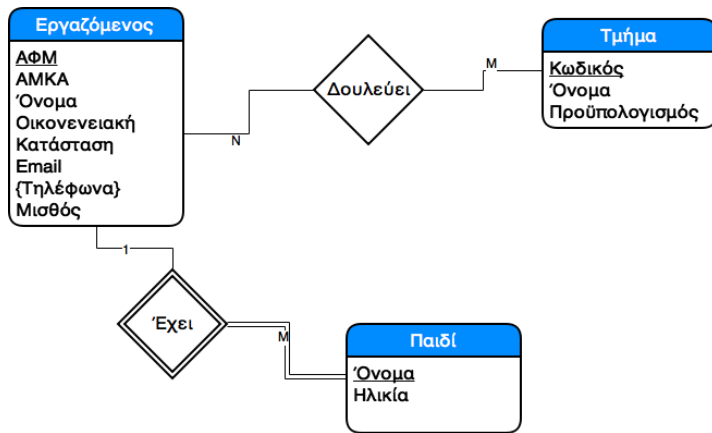 Εργαζόμενος
ΑΦΜ
ΑΜΚΑ
Όνομα
Οικονενειακή
Κατάσταση
Email
{Τηλέφωνα}
Μισθός
N
Δουλεύει
M
Τμήμα
Κωδικός
Όνομα
Προϋπολογισμός
1
Έχει
M
Παιδί
Όνομα
Ηλικία